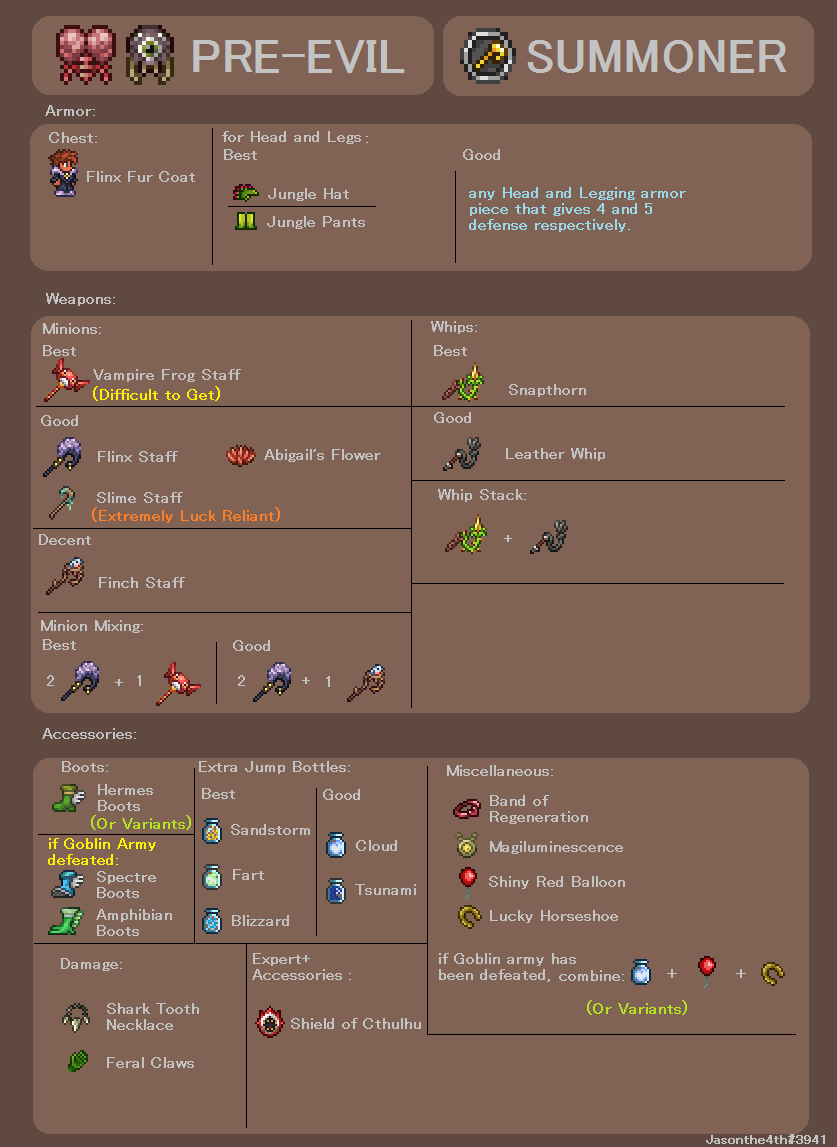 PRE-EVIL
SUMMONER
Armor:
Chest:
Flinx Fur Coat
for Head and Legs:
Best
Jungle Hat
Jungle Pants
Good
any Head and Legging armor
piece that gives 4 and 5
defense respectively.
Weapons:
Minions:
Best
Vampire Frog Staff
(Difficult to Get)
Good
Flinx Staff
Abigail's Flower
Slime Staff
(Extremely Luck Reliant)
Decent
Finch Staff
Minion Mixing:
Best
2 + 1
Good
2 + 1
Whips:
Best
Snapthorn
Good
Leather Whip
Whip Stack:
+
Accessories:
Boots:
Hermes
Boots
(Or Variants)
if Goblin Army
defeated:
Spectre
Boots
Amphibian
Boots
Extra Jump Bottles:
Best
Sandstorm
Fart
Blizzard
Good
Cloud
Tsunami
Miscellaneous:
Band of
Regeneration
Magiluminescence
Shiny Red Balloon
Lucky Horseshoe
if Goblin army has
been defeated, combine: + +
(Or Variants)
Damage:
Shark Tooth
Necklace
Feral Claws
Expert+
Accessories :
Shield of Cthulhu
Jasonthe4th#3941